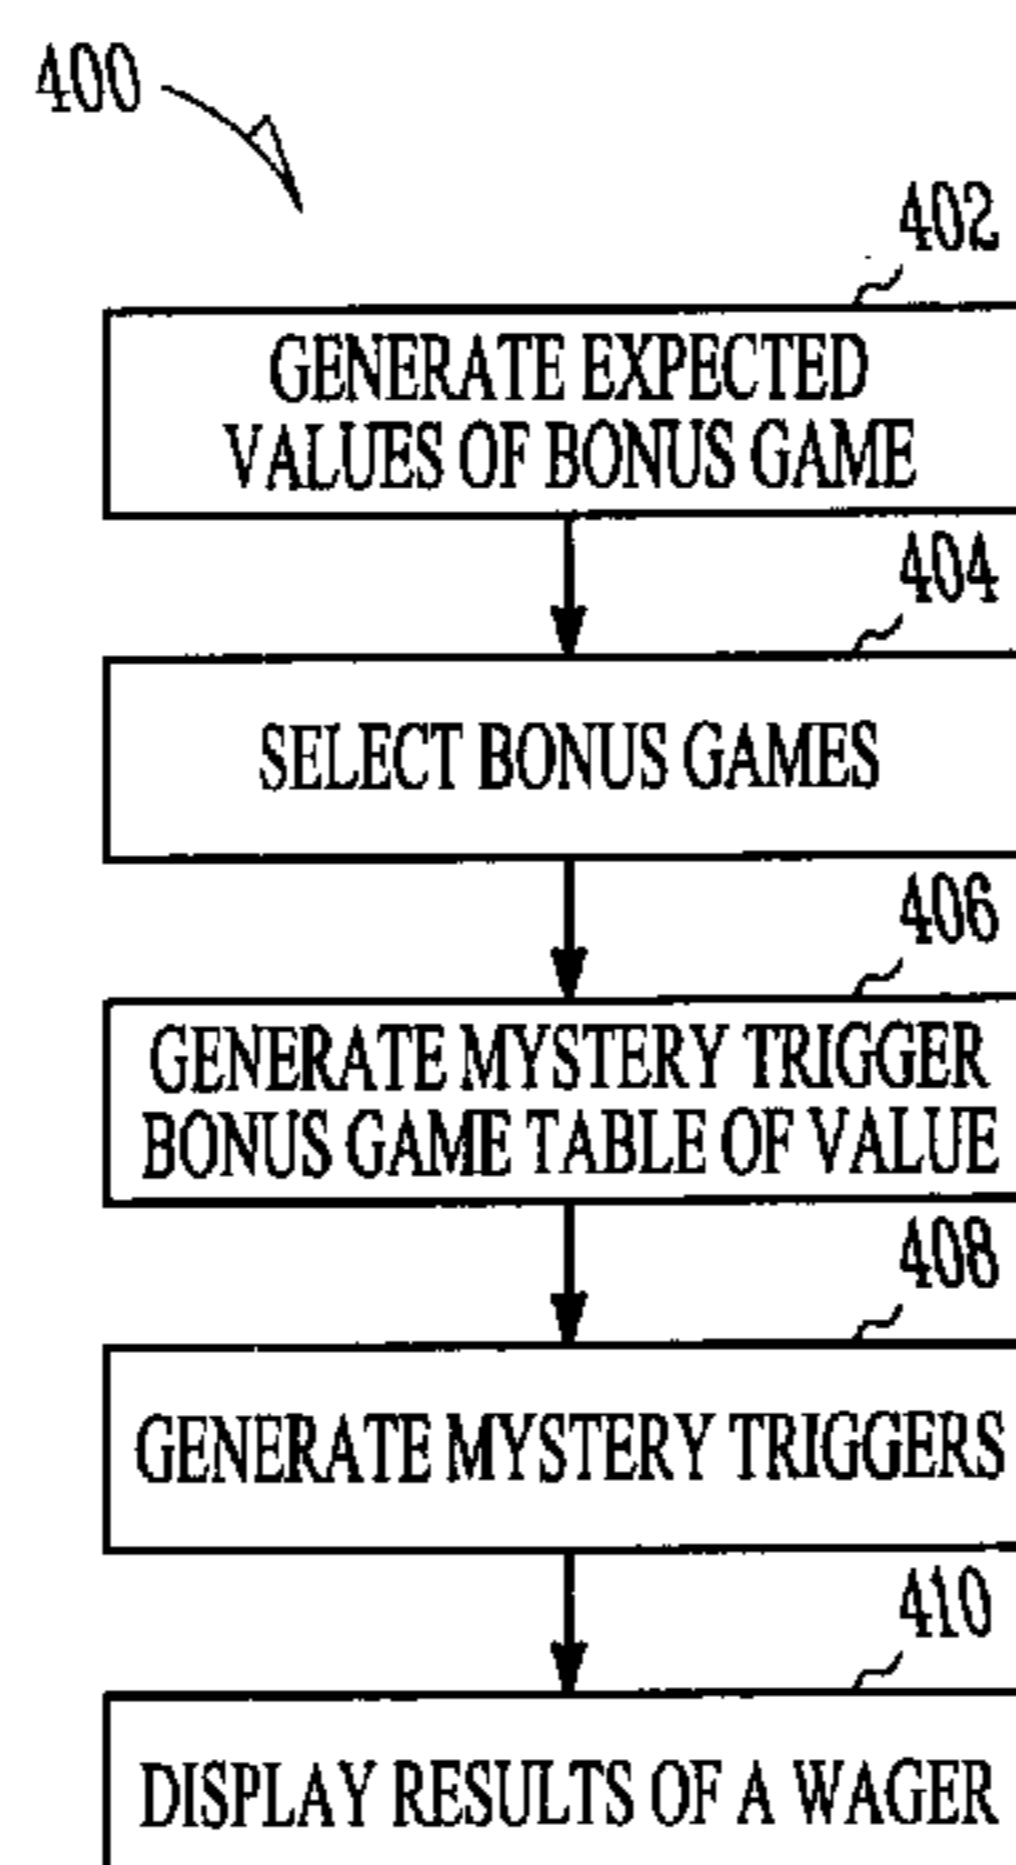 400
402
GENERATE EXPECTED
VALUES OF BONUS GAME
404
SELECT BONUS GAMES
406
GENERATE MYSTERY TRIGGER
BONUS GAME TABLE OF VALUE
408
GENERATE MYSTERY TRIGGERS
410
DISPLAY RESULTS OF A WAGER